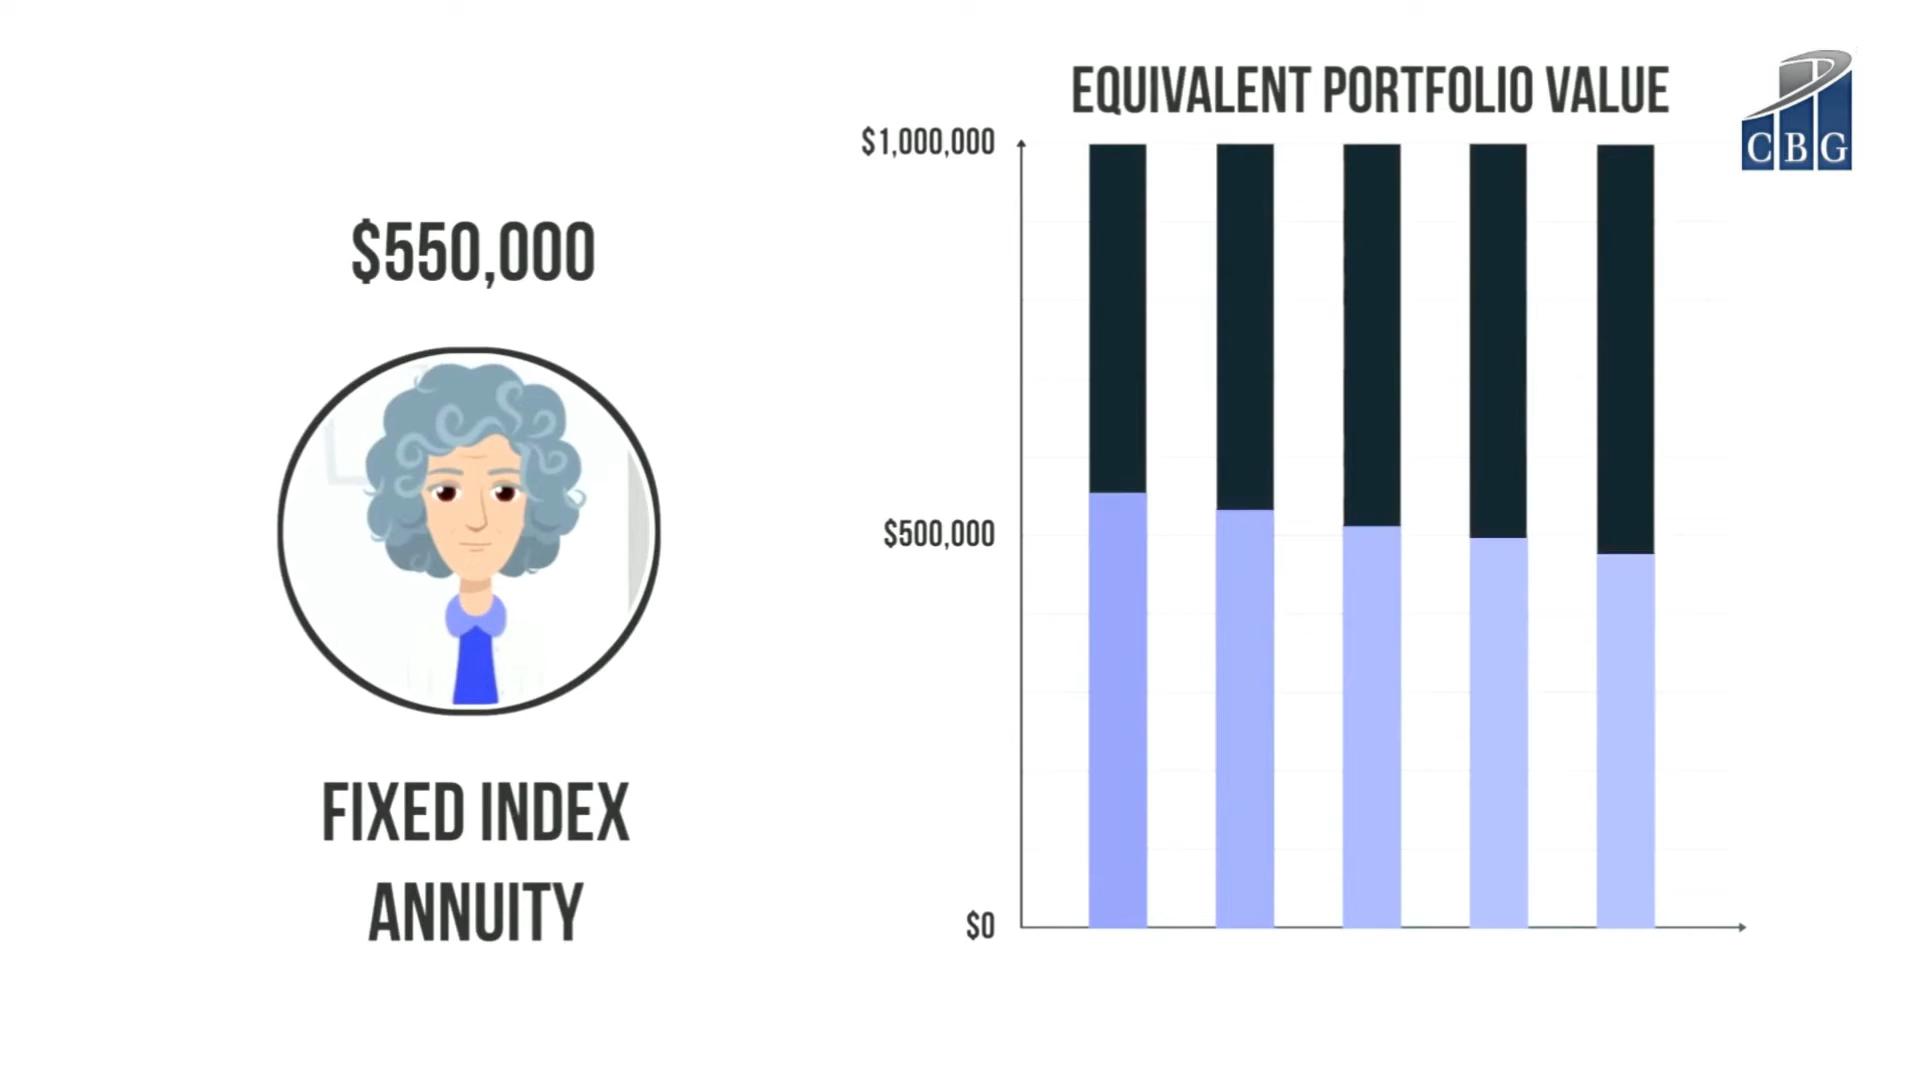 EQUIVALENT PORTFOLIO VALUE
CBG
$1,000,000
$500,000
$0
$550,000
FIXED INDEX
ANNUITY